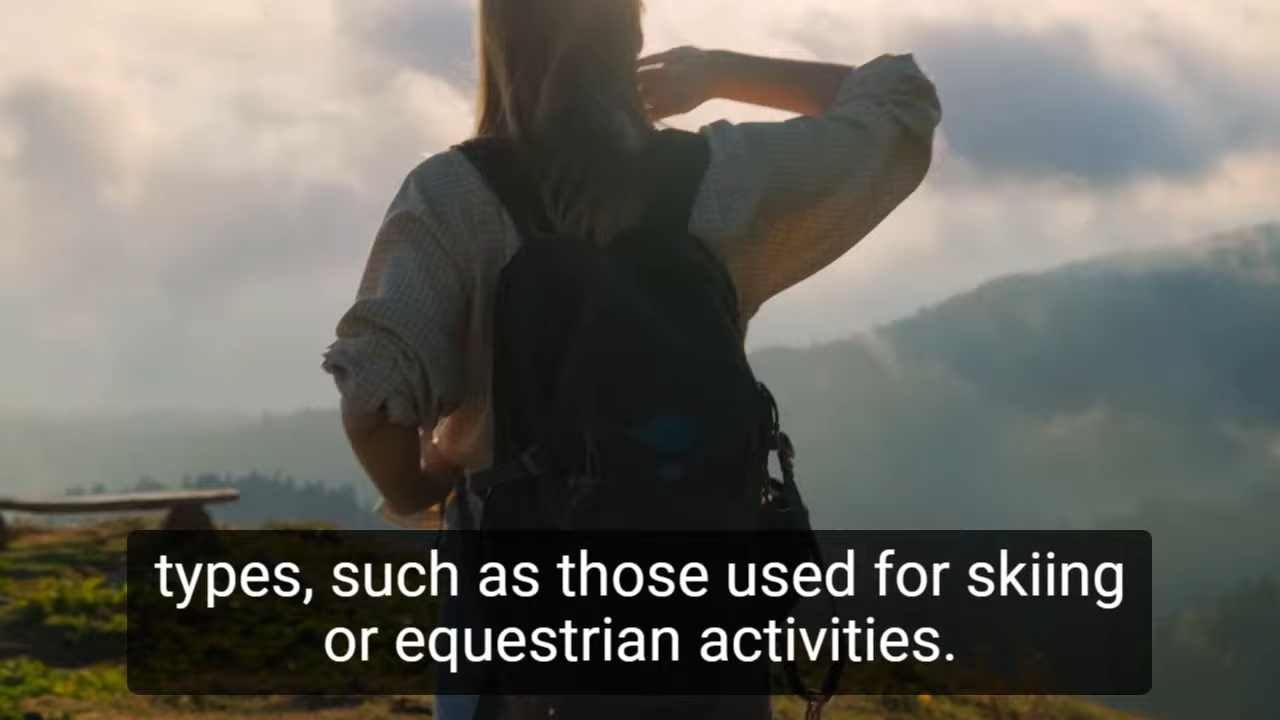 types, such as those used for skiing
or equestrian activities.